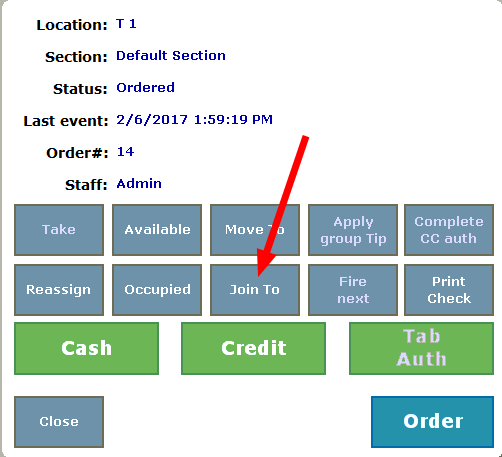 Location: T 1
Section: Default Section
Status: Ordered
Last event: 2/6/2017 1:59:19 PM
Order#: 14
Staff: Admin
Take
Available
Move To
Apply
group Tip
Complete
CC auth
Reassign
Occupied
Join To
Fire
next
Print
Check
Cash
Credit
Tab
Auth
Close
Order